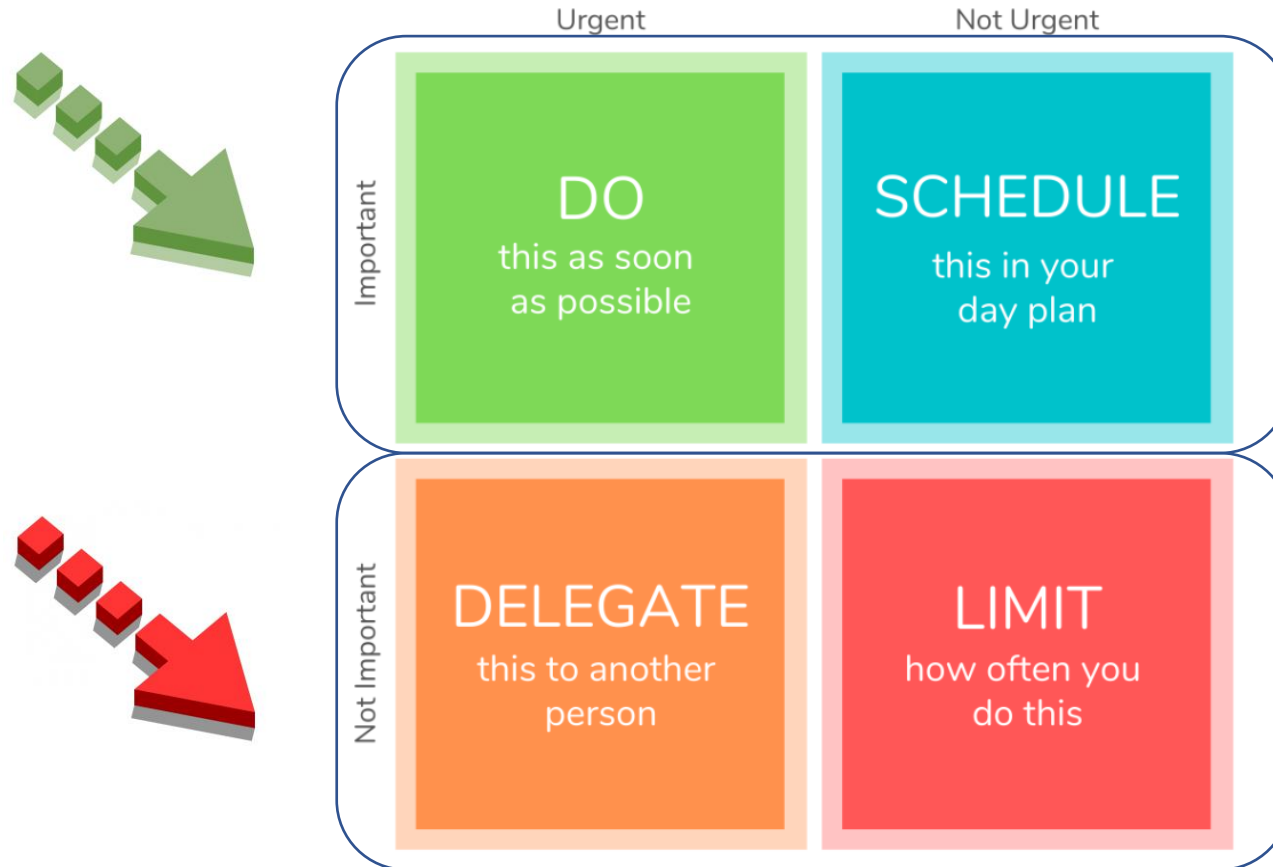 Urgent
Not Urgent
Important
DO
this as soon
as possible
SCHEDULE
this in your
day plan
Not Important
DELEGATE
this to another
person
LIMIT
how often you
do this